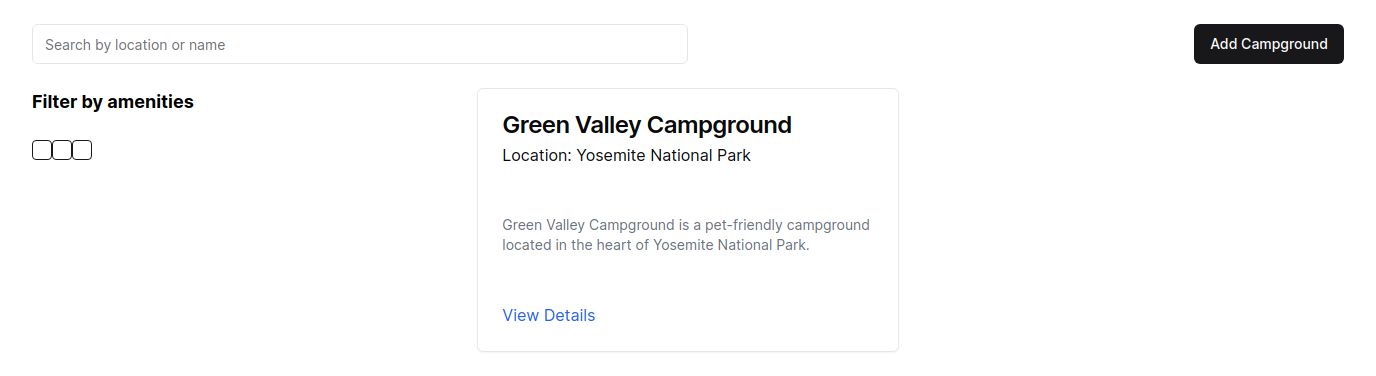 Search by location or name
Add Campground
Filter by amenities
Green Valley Campground
Location: Yosemite National Park
Green Valley Campground is a pet-friendly campground
located in the heart of Yosemite National Park.
View Details